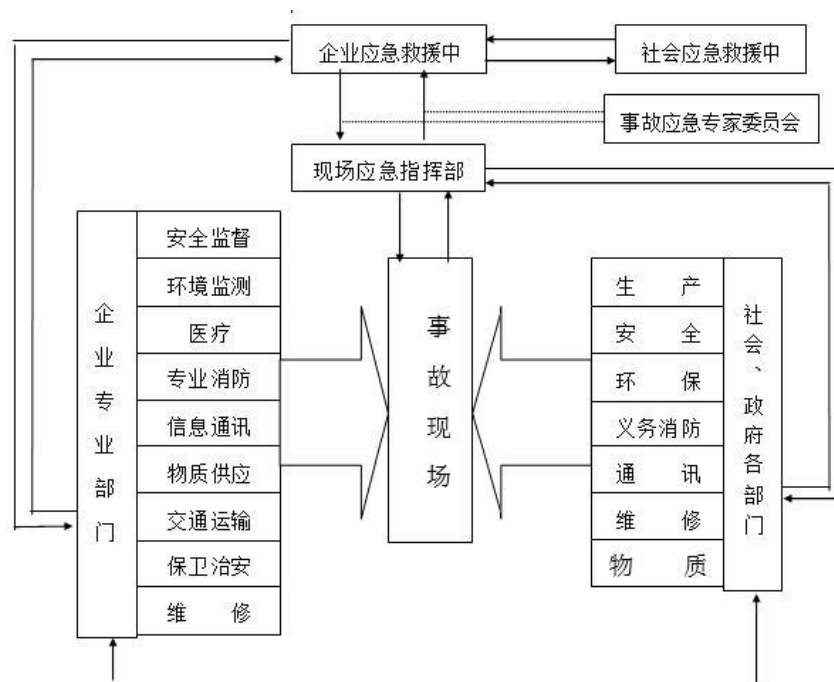 企业应急救援中
社会应急救援中
事故应急专家委员会
现场应急指挥部
企业专业部门
安全监督
环境监测
医疗
专业消防
信息通讯
物质供应
交通运输
保卫治安
维 修
事故现场
生 产
安 全
环 保
义务消防
通 讯
维 修
物 质
社会、政府各部门